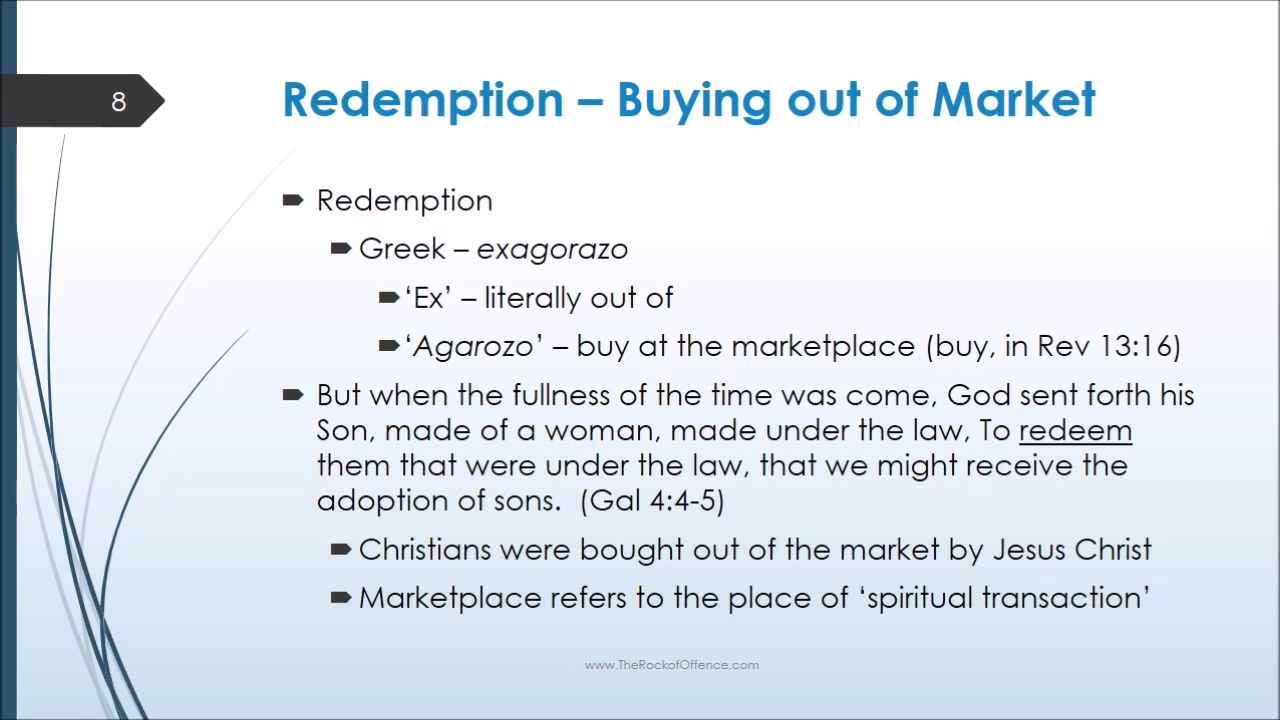 8
Redemption – Buying out of Market
Redemption
Greek – exagorazo
‘Ex’ – literally out of
‘Agarozo’ – buy at the marketplace (buy, in Rev 13:16)
But when the fullness of the time was come, God sent forth his
Son, made of a woman, made under the law, To redeem
them that were under the law, that we might receive the
adoption of sons.  (Gal 4:4-5)
Christians were bought out of the market by Jesus Christ
Marketplace refers to the place of ‘spiritual transaction’
www.TheRockofOffence.com